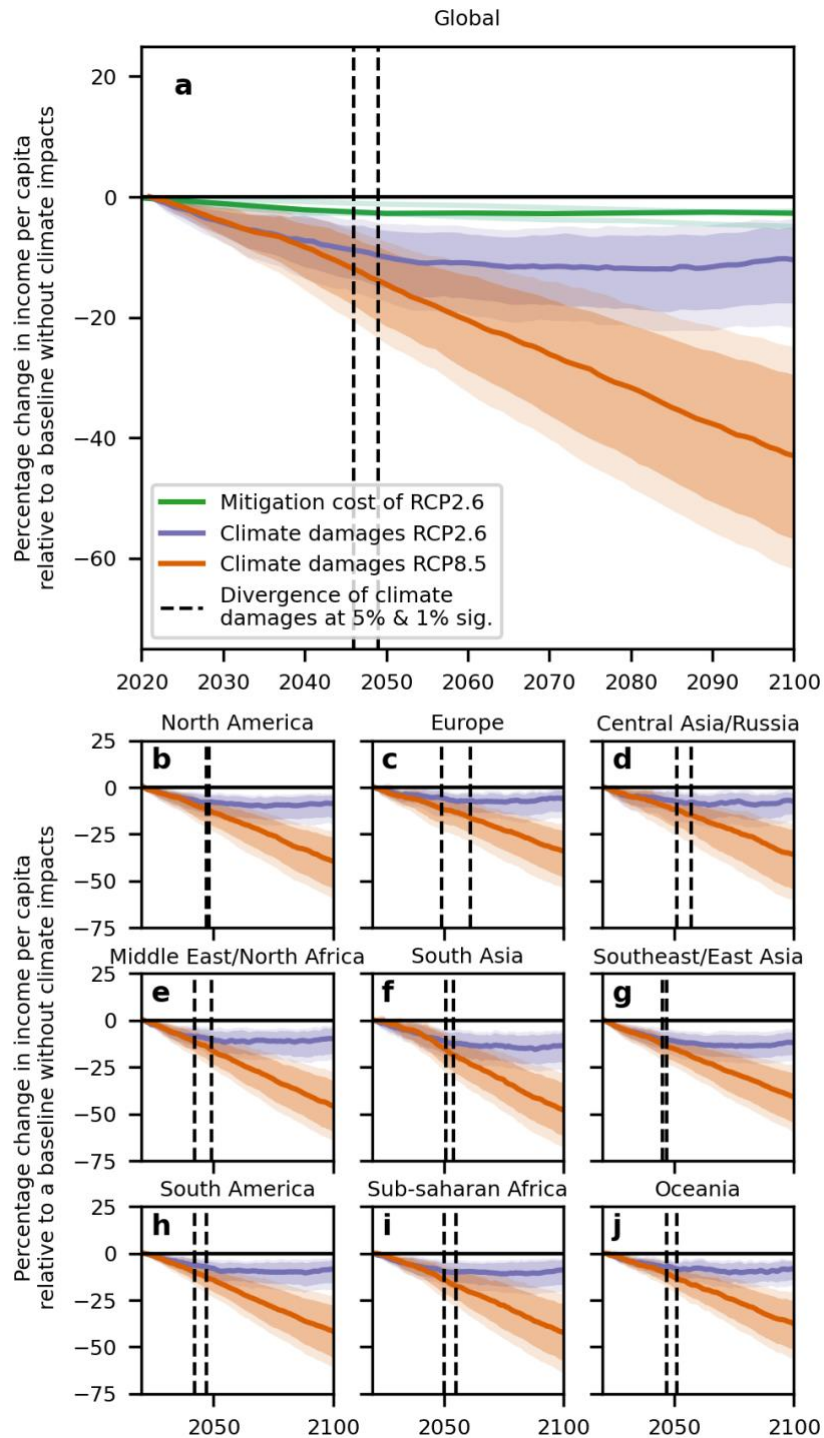 Global
a
Percentage change in income per capita
relative to a baseline without climate impacts
20
0
−20
−40
−60
Mitigation cost of RCP2.6
Climate damages RCP2.6
Climate damages RCP8.5
Divergence of climate
damages at 5% & 1% sig.
2020 2030 2040 2050 2060 2070 2080 2090 2100
Percentage change in income per capita
relative to a baseline without climate impacts
North America Europe Central Asia/Russia
25
b c d
0
−25
−50
−75
Middle East/North Africa South Asia Southeast/East Asia
25
e f g
0
−25
−50
−75
South America Sub-saharan Africa Oceania
25
h i j
0
−25
−50
−75
2050 2100 2050 2100 2050 2100